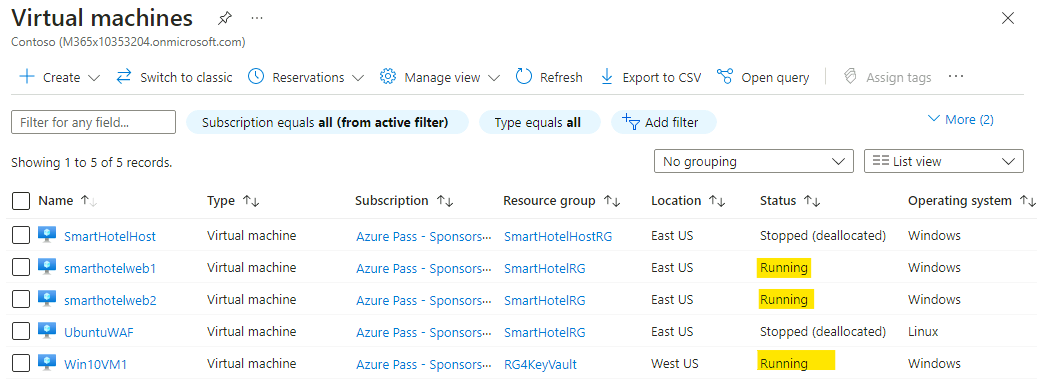 Virtual machines ...
Contoso (M365x10353204.onmicrosoft.com)
Create Switch to classic Reservations Manage view Refresh Export to CSV Open query Assign tags ...
Filter for any field... Subscription equals all (from active filter) Type equals all Add filter More (2)
Showing 1 to 5 of 5 records. No grouping List view
Name Type Subscription Resource group Location Status Operating system
SmartHotelHost Virtual machine Azure Pass - Sponsors... SmartHotelHostRG East US Stopped (deallocated) Windows
smarthotelweb1 Virtual machine Azure Pass - Sponsors... SmartHotelRG East US Running Windows
smarthotelweb2 Virtual machine Azure Pass - Sponsors... SmartHotelRG East US Running Windows
UbuntuWAF Virtual machine Azure Pass - Sponsors... SmartHotelRG East US Stopped (deallocated) Linux
Win10VM1 Virtual machine Azure Pass - Sponsors... RG4KeyVault West US Running Windows